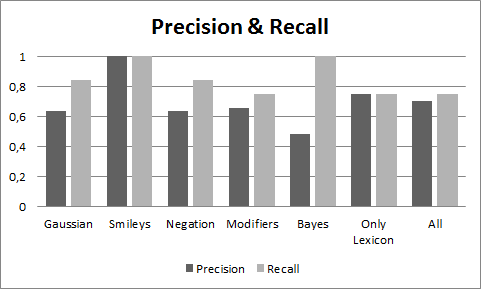 Precision & Recall
1
0,8
0,6
0,4
0,2
0
Gaussian Smileys Negation Modifiers Bayes Only Lexicon All
Precision Recall